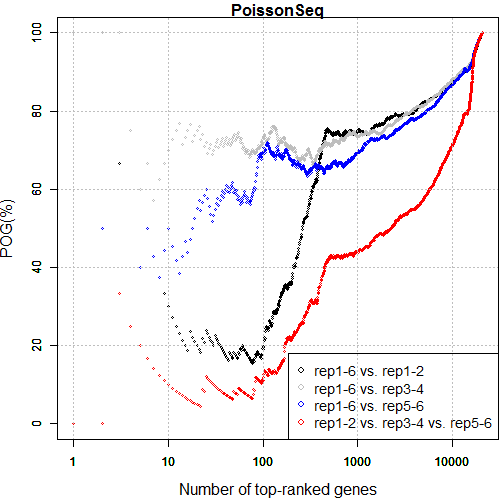 PoissonSeq
POG(%)
100
80
60
40
20
0
rep1-6 vs. rep1-2
rep1-6 vs. rep3-4
rep1-6 vs. rep5-6
rep1-2 vs. rep3-4 vs. rep5-6
1 10 100 1000 10000
Number of top-ranked genes